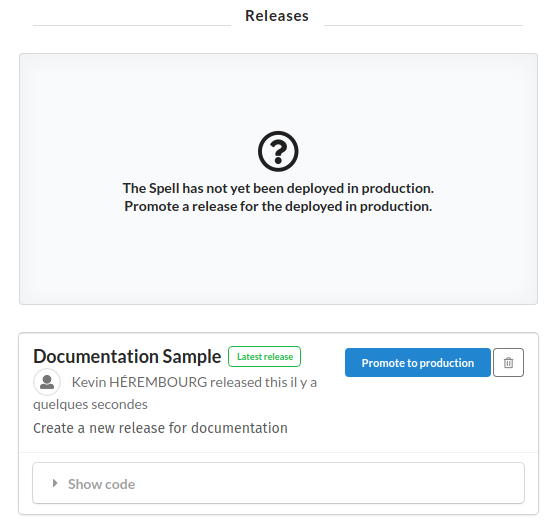 Releases
The Spell has not yet been deployed in production.
Promote a release for the deployed in production.
Documentation Sample Latest release
Promote to production
Kevin HÉREMBOURG released this il y a
quelques secondes
Create a new release for documentation
Show code